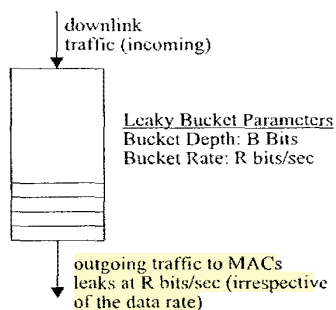 downlink
traffic (incoming)
Leaky Bucket Parameters
Bucket Depth: B Bits
Bucket Rate: R bits/sec
outgoing traffic to MACs
leaks at R bits/sec (irrespective
of the data rate)